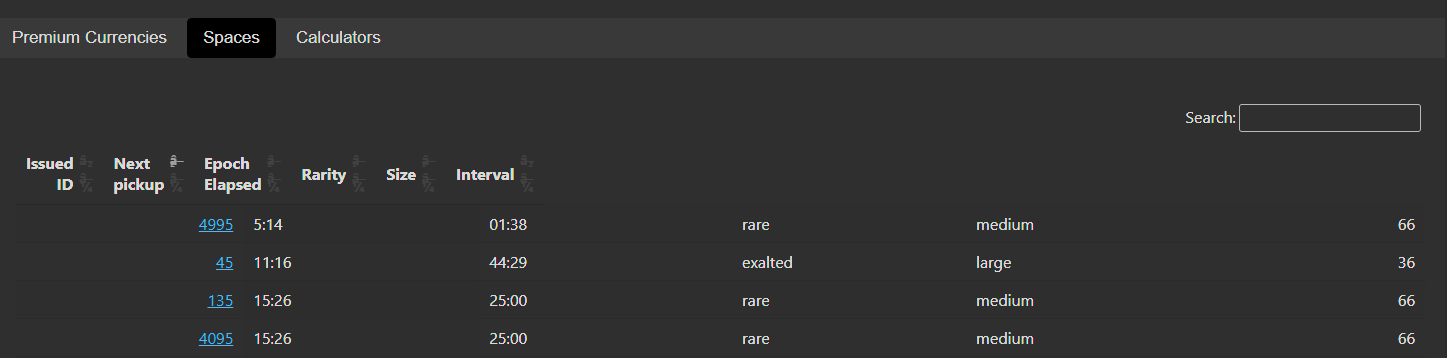 Premium Currencies Spaces Calculators
Search:
Issued ID Next pickup Epoch Elapsed Rarity Size Interval
4995 5:14 01:38 rare medium 66
45 11:16 44:29 exalted large 36
135 15:26 25:00 rare medium 66
4095 15:26 25:00 rare medium 66